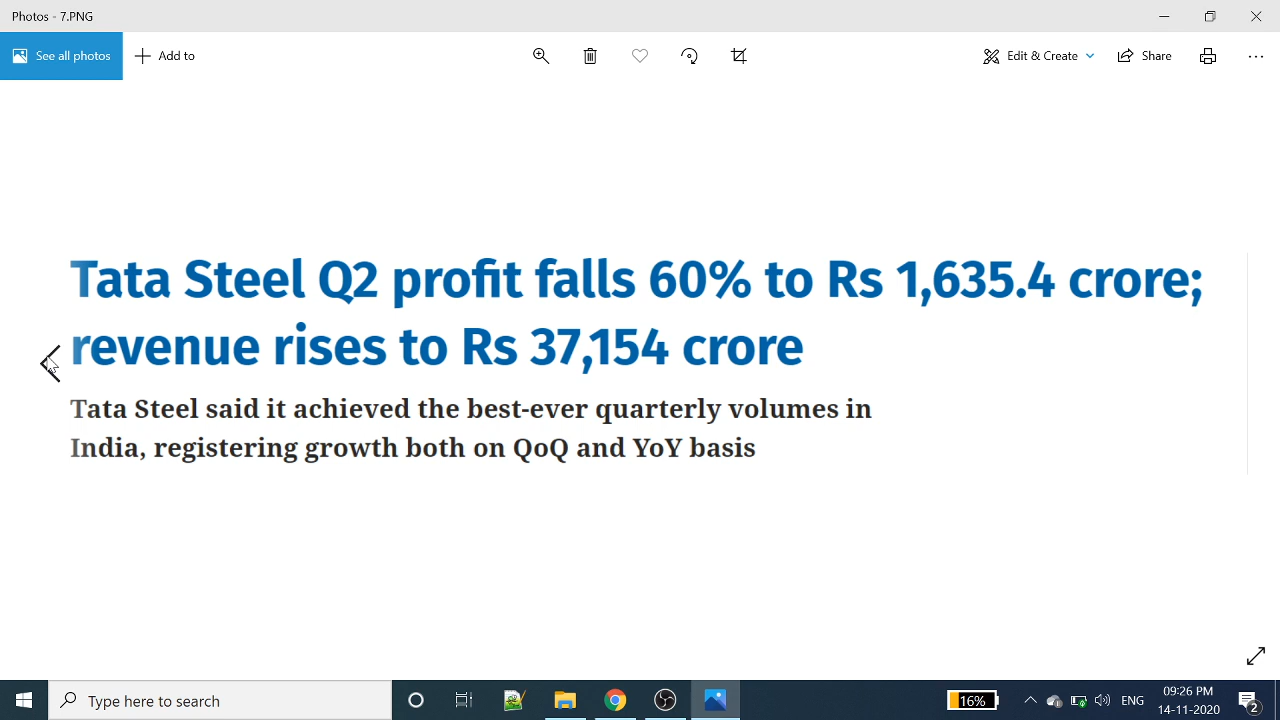 Photos - 7.PNG
See all photos
Add to
Edit & Create
Share
Tata Steel Q2 profit falls 60% to Rs 1,635.4 crore;
revenue rises to Rs 37,154 crore
Tata Steel said it achieved the best-ever quarterly volumes in
India, registering growth both on QoQ and YoY basis
Type here to search
16%
ENG
09:26 PM
14-11-2020
2